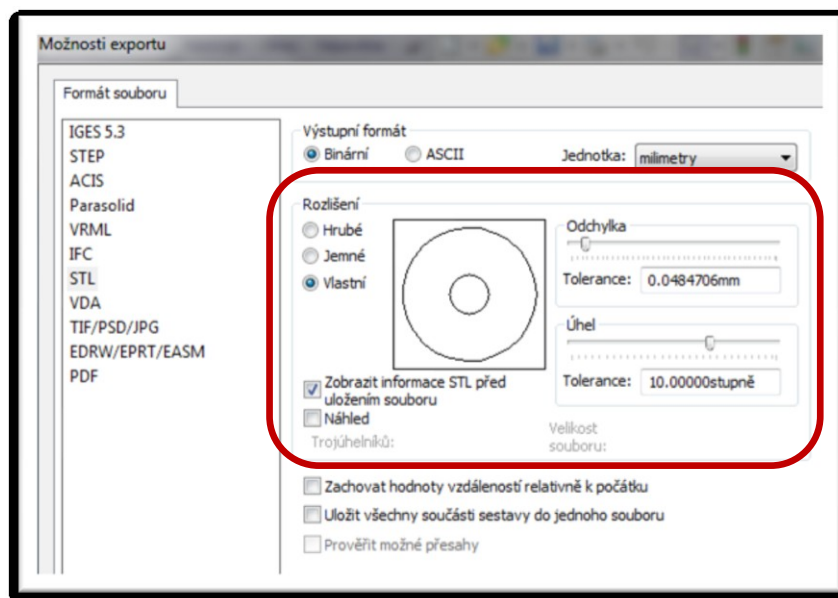 Možnosti exportu
Formát souboru
IGES 5.3
STEP
ACIS
Parasolid
VRML
IFC
STL
VDA
TIF/PSD/JPG
EDRW/EPRT/EASM
PDF
Výstupní formát
Binární ASCII Jednotka: milimetry
Rozlišení
Hrubé
Jemné
Vlastní
Odchylka
Tolerance: 0.0484706mm
Úhel
Tolerance: 10.00000stupně
Zobrazit informace STL před
uložením souboru
Náhled
Trojúhelníků:
Velikost
souboru:
Zachovat hodnoty vzdáleností relativně k počátku
Uložit všechny součásti sestavy do jednoho souboru
Prověřit možné přesahy